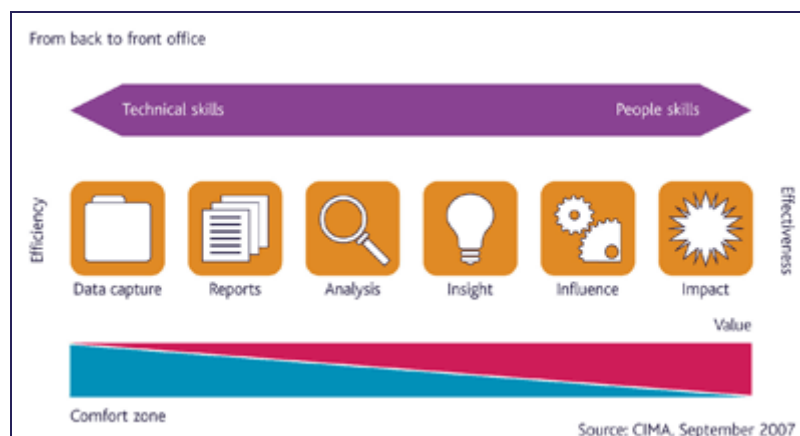 From back to front office
Technical skills People skills
Efficiency
Effectiveness
Data capture Reports Analysis Insight Influence Impact
Value
Comfort zone
Source: CIMA, September 2007